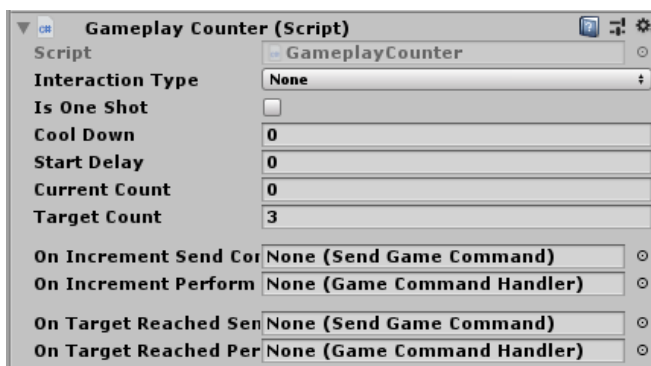 Gameplay Counter (Script)
Script GameplayCounter
Interaction Type None
Is One Shot
Cool Down 0
Start Delay 0
Current Count 0
Target Count 3
On Increment Send Cor None (Send Game Command)
On Increment Perform None (Game Command Handler)
On Target Reached Sen None (Send Game Command)
On Target Reached Per None (Game Command Handler)